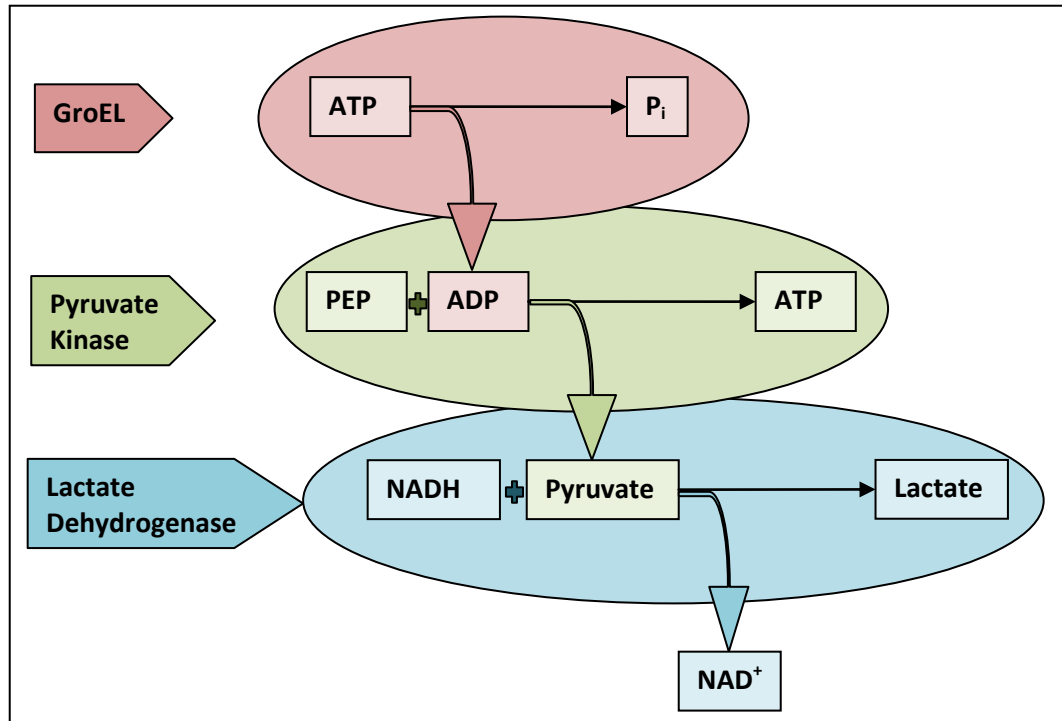 GroEL
ATP
Pᵢ
Pyruvate
Kinase
PEP
ADP
ATP
Lactate
Dehydrogenase
NADH
Pyruvate
Lactate
NAD⁺